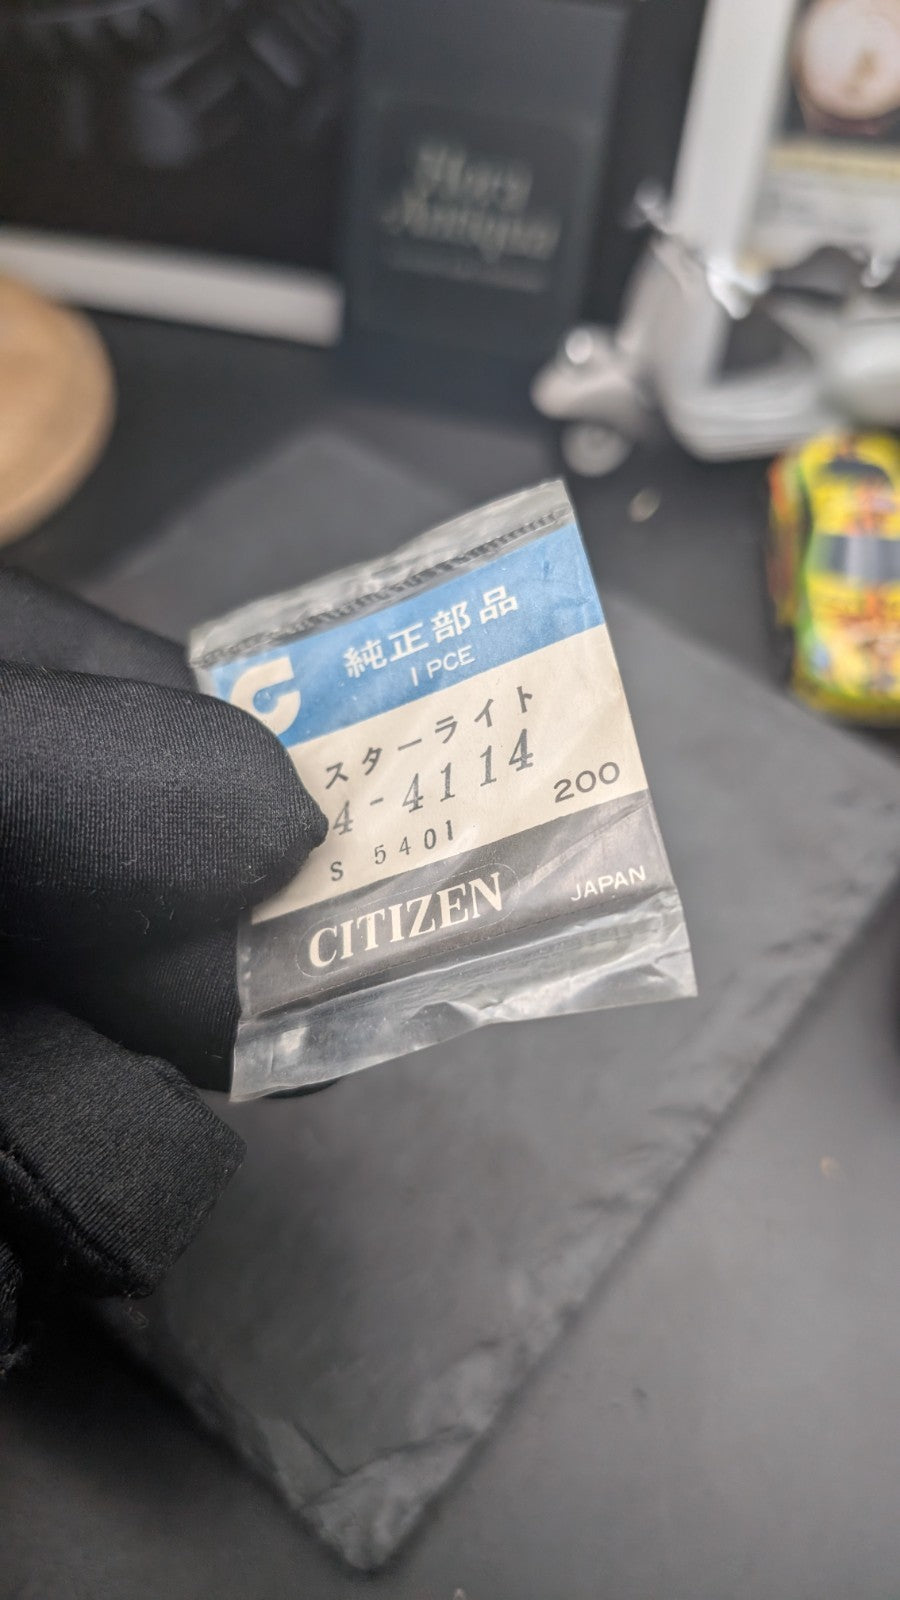 純正部品
1 PCE
スターライト
4-4114
200
S 5401
CITIZEN
JAPAN